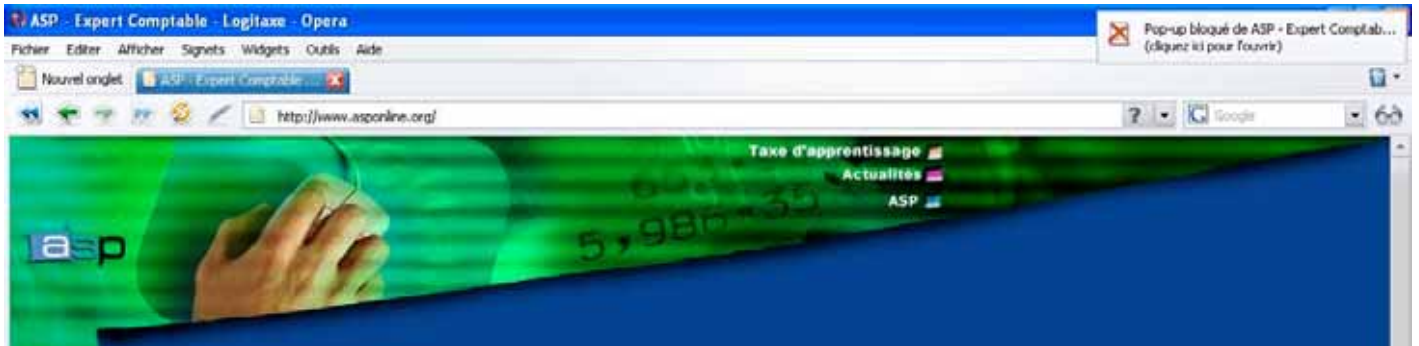 ASP - Expert Comptable - Logitaxe - Opera
Pop-up bloqué de ASP - Expert Comptab...
(cliquez ici pour l'ouvrir)
Fichier Editer Afficher Signets Widgets Outils Aide
Nouvel onglet ASP - Expert Comptable ...
http://www.asponline.org/
? Google
Taxe d'apprentissage
Actualités
ASP
asp
5,986-35